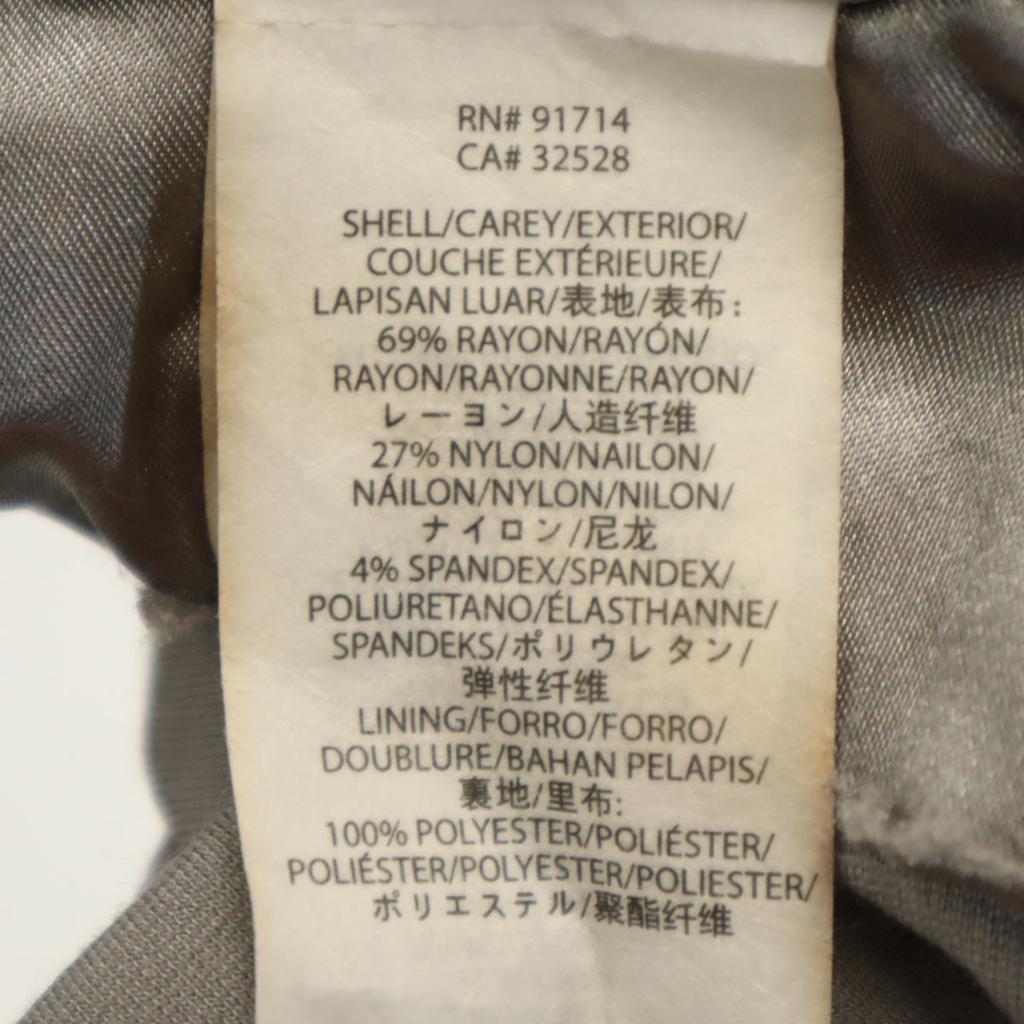 RN# 91714
CA# 32528
SHELL/CAREY/EXTERIOR/
COUCHE EXTÉRIEURE/
LAPISAN LUAR/表地/表布:
69% RAYON/RAYÓN/
RAYON/RAYONNE/RAYON/
レーヨン/人造纤维
27% NYLON/NAILON/
NÁILON/NYLON/NILON/
ナイロン/尼龙
4% SPANDEX/SPANDEX/
POLIURETANO/ÉLASTHANNE/
SPANDEKS/ポリウレタン/
弹性纤维
LINING/FORRO/FORRO/
DOUBLURE/BAHAN PELAPIS/
裏地/里布:
100% POLYESTER/POLIÉSTER/
POLIÉSTER/POLYESTER/POLIESTER/
ポリエステル/聚酯纤维